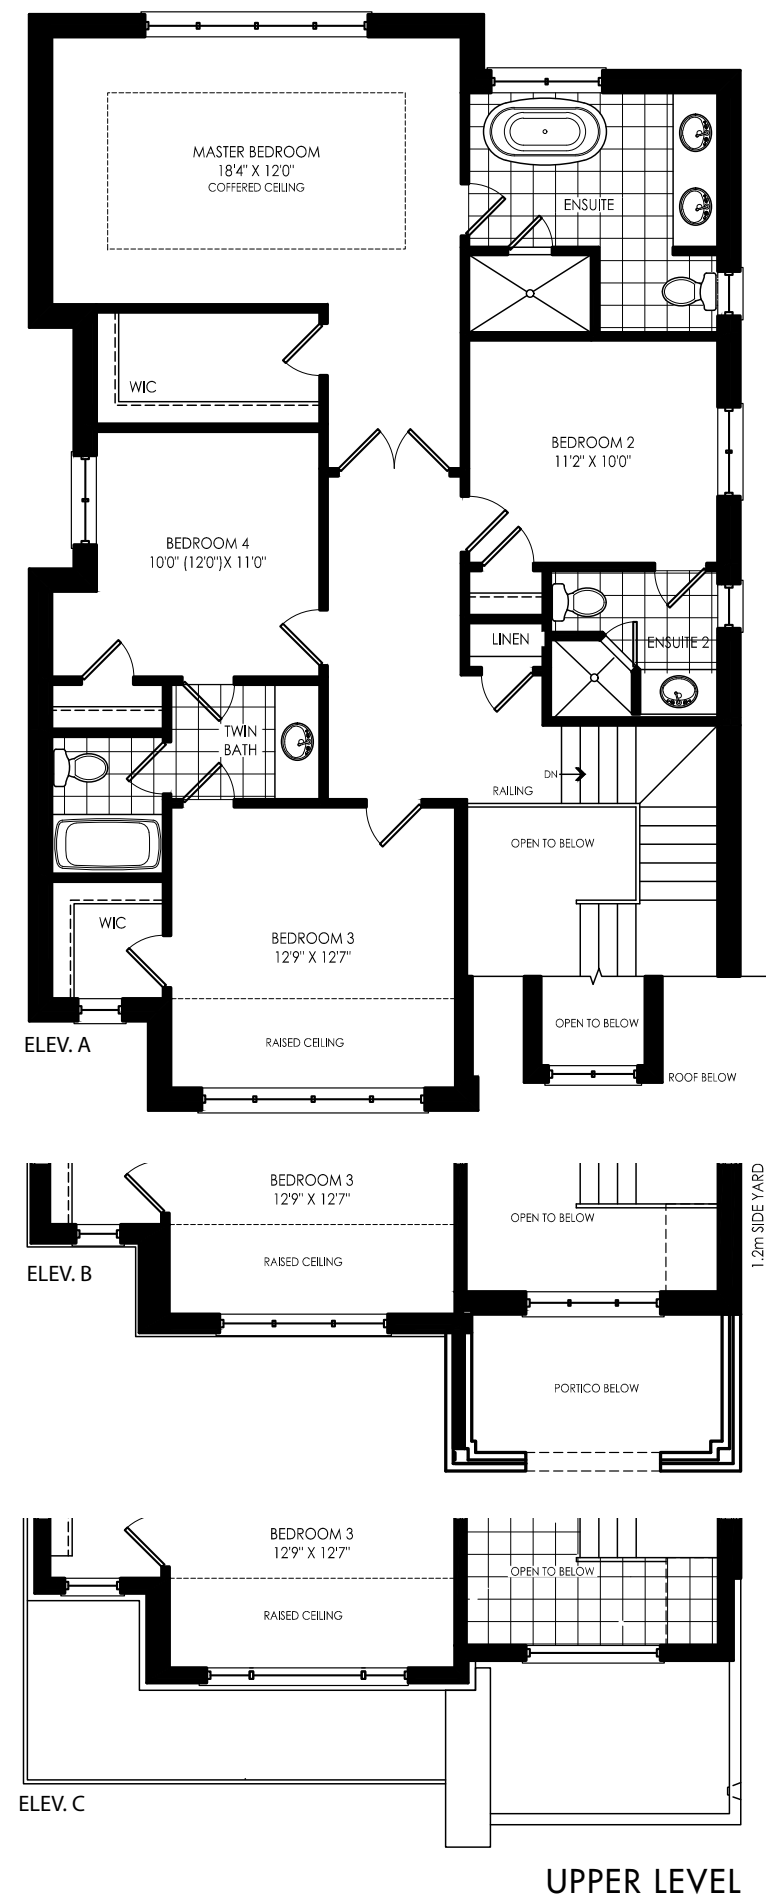 MASTER BEDROOM
18'4" X 12'0"
COFFERED CEILING
ENSUITE
WIC
BEDROOM 2
11'2" X 10'0"
BEDROOM 4
10'0" (12'0")X 11'0"
LINEN
ENSUITE 2
TWIN
BATH
DN
RAILING
OPEN TO BELOW
WIC
BEDROOM 3
12'9" X 12'7"
RAISED CEILING
OPEN TO BELOW
ELEV. A
ROOF BELOW
BEDROOM 3
12'9" X 12'7"
OPEN TO BELOW
1.2m SIDE YARD
RAISED CEILING
ELEV. B
PORTICO BELOW
BEDROOM 3
12'9" X 12'7"
OPEN TO BELOW
RAISED CEILING
ELEV. C
UPPER LEVEL